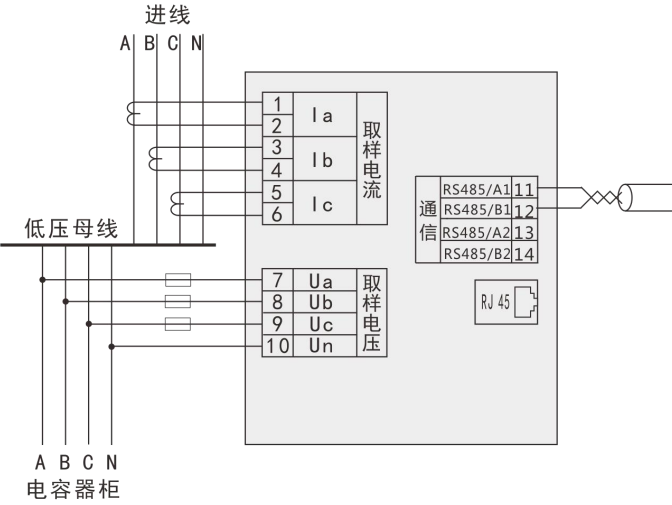 进线
A B C N
1
2
Ia
3
4
Ib
5
6
Ic
取样电流
低压母线
7 Ua
8 Ub
9 Uc
10 Un
取样电压
通信
RS485/A1 11
RS485/B1 12
RS485/A2 13
RS485/B2 14
RJ 45
A B C N
电容器柜